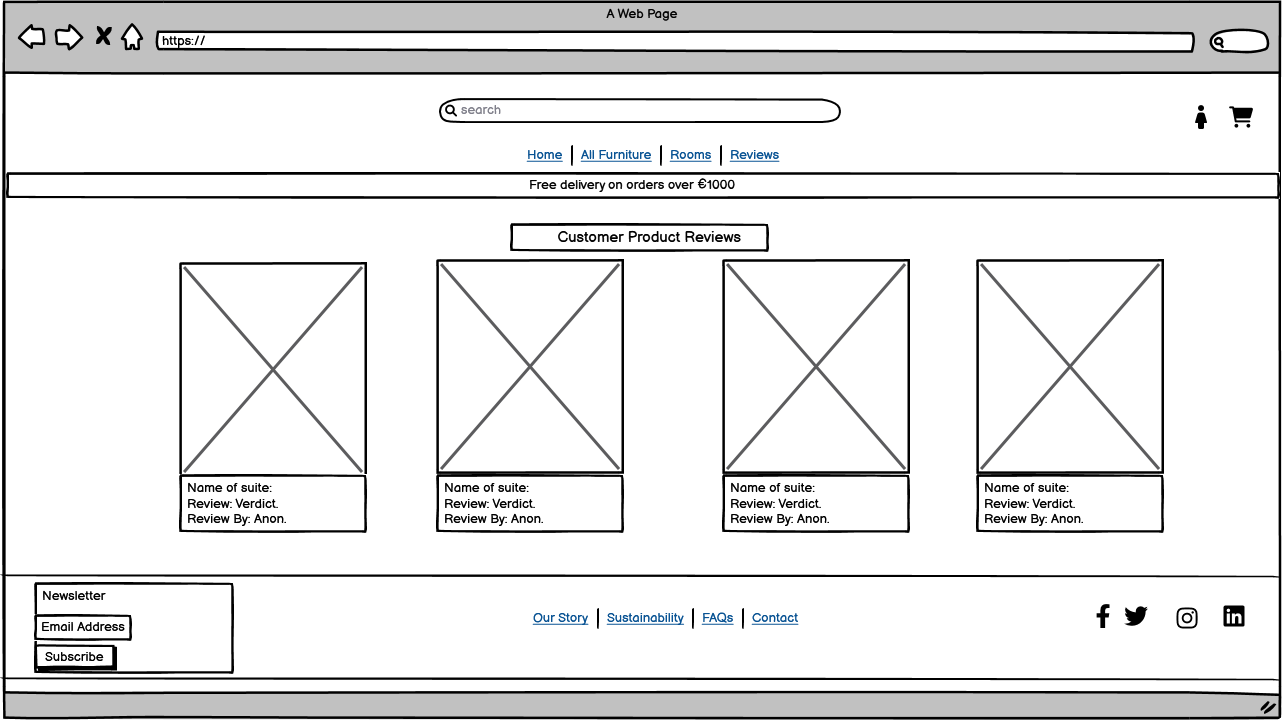 A Web Page
https://
search
Home
All Furniture
Rooms
Reviews
Free delivery on orders over €1000
Customer Product Reviews
Name of suite:
Review: Verdict.
Review By: Anon.
Name of suite:
Review: Verdict.
Review By: Anon.
Name of suite:
Review: Verdict.
Review By: Anon.
Name of suite:
Review: Verdict.
Review By: Anon.
Newsletter
Email Address
Subscribe
Our Story
Sustainability
FAQs
Contact